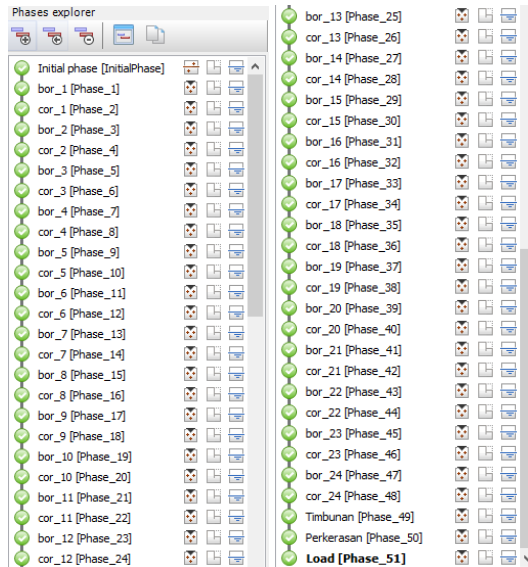 Phases explorer
Initial phase [InitialPhase]
bor_1 [Phase_1]
cor_1 [Phase_2]
bor_2 [Phase_3]
cor_2 [Phase_4]
bor_3 [Phase_5]
cor_3 [Phase_6]
bor_4 [Phase_7]
cor_4 [Phase_8]
bor_5 [Phase_9]
cor_5 [Phase_10]
bor_6 [Phase_11]
cor_6 [Phase_12]
bor_7 [Phase_13]
cor_7 [Phase_14]
bor_8 [Phase_15]
cor_8 [Phase_16]
bor_9 [Phase_17]
cor_9 [Phase_18]
bor_10 [Phase_19]
cor_10 [Phase_20]
bor_11 [Phase_21]
cor_11 [Phase_22]
bor_12 [Phase_23]
cor_12 [Phase_24]
bor_13 [Phase_25]
cor_13 [Phase_26]
bor_14 [Phase_27]
cor_14 [Phase_28]
bor_15 [Phase_29]
cor_15 [Phase_30]
bor_16 [Phase_31]
cor_16 [Phase_32]
bor_17 [Phase_33]
cor_17 [Phase_34]
bor_18 [Phase_35]
cor_18 [Phase_36]
bor_19 [Phase_37]
cor_19 [Phase_38]
bor_20 [Phase_39]
cor_20 [Phase_40]
bor_21 [Phase_41]
cor_21 [Phase_42]
bor_22 [Phase_43]
cor_22 [Phase_44]
bor_23 [Phase_45]
cor_23 [Phase_46]
bor_24 [Phase_47]
cor_24 [Phase_48]
Timbunan [Phase_49]
Perkerasan [Phase_50]
Load [Phase_51]